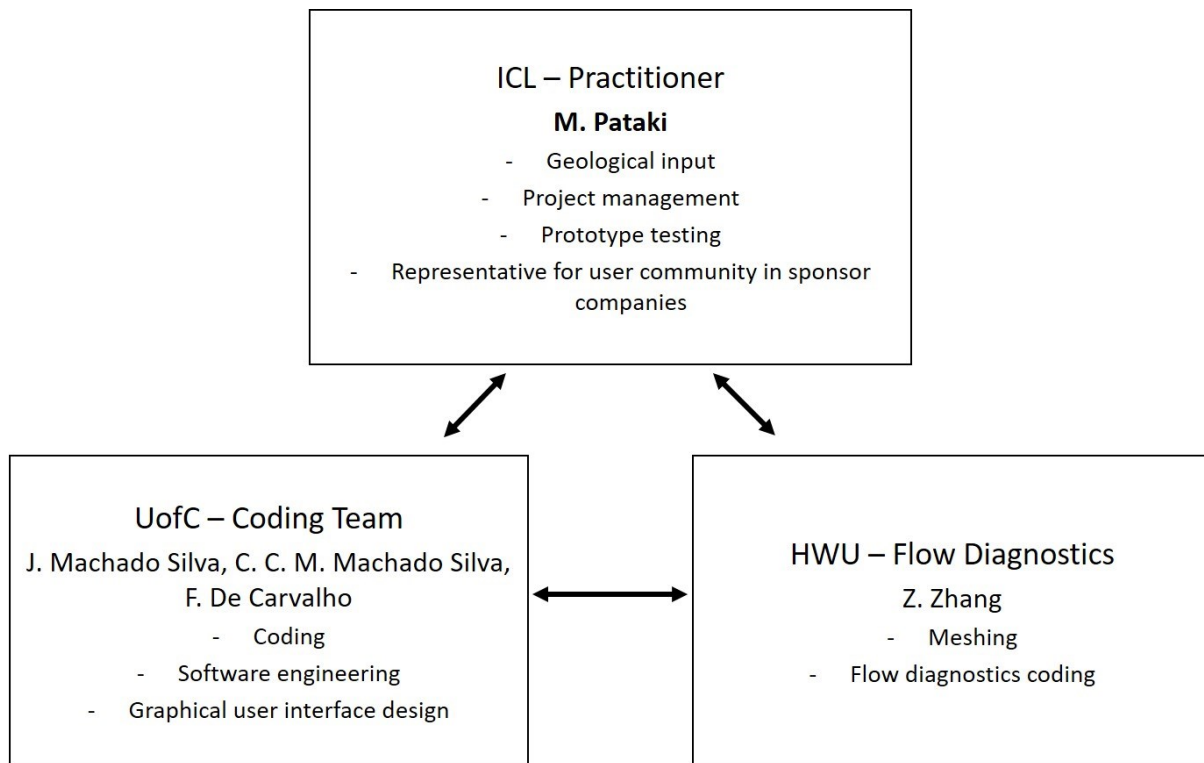 ICL – Practitioner
M. Pataki
- Geological input
- Project management
- Prototype testing
- Representative for user community in sponsor
companies
UofC – Coding Team
J. Machado Silva, C. C. M. Machado Silva,
F. De Carvalho
- Coding
- Software engineering
- Graphical user interface design
HWU – Flow Diagnostics
Z. Zhang
- Meshing
- Flow diagnostics coding